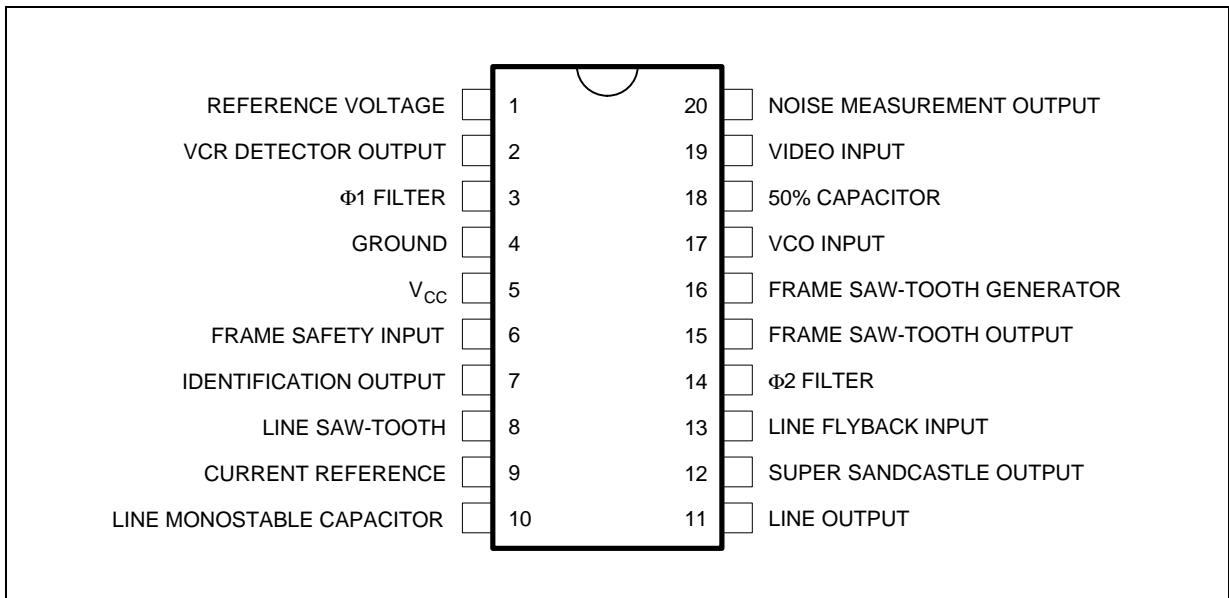 REFERENCE VOLTAGE 1 20 NOISE MEASUREMENT OUTPUT
VCR DETECTOR OUTPUT 2 19 VIDEO INPUT
Φ1 FILTER 3 18 50% CAPACITOR
GROUND 4 17 VCO INPUT
VCC 5 16 FRAME SAW-TOOTH GENERATOR
FRAME SAFETY INPUT 6 15 FRAME SAW-TOOTH OUTPUT
IDENTIFICATION OUTPUT 7 14 Φ2 FILTER
LINE SAW-TOOTH 8 13 LINE FLYBACK INPUT
CURRENT REFERENCE 9 12 SUPER SANDCASTLE OUTPUT
LINE MONOSTABLE CAPACITOR 10 11 LINE OUTPUT